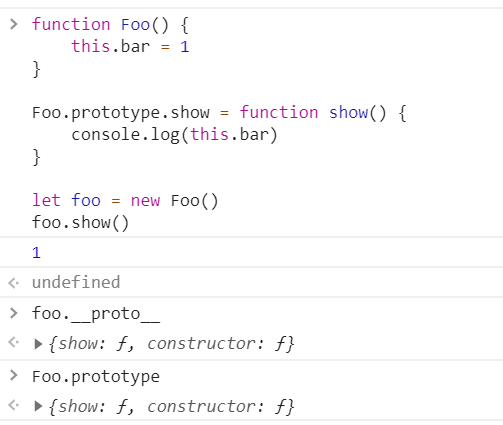 function Foo() {
    this.bar = 1
}

Foo.prototype.show = function show() {
    console.log(this.bar)
}

let foo = new Foo()
foo.show()
1
undefined
foo.__proto__
{show: ƒ, constructor: ƒ}
Foo.prototype
{show: ƒ, constructor: ƒ}